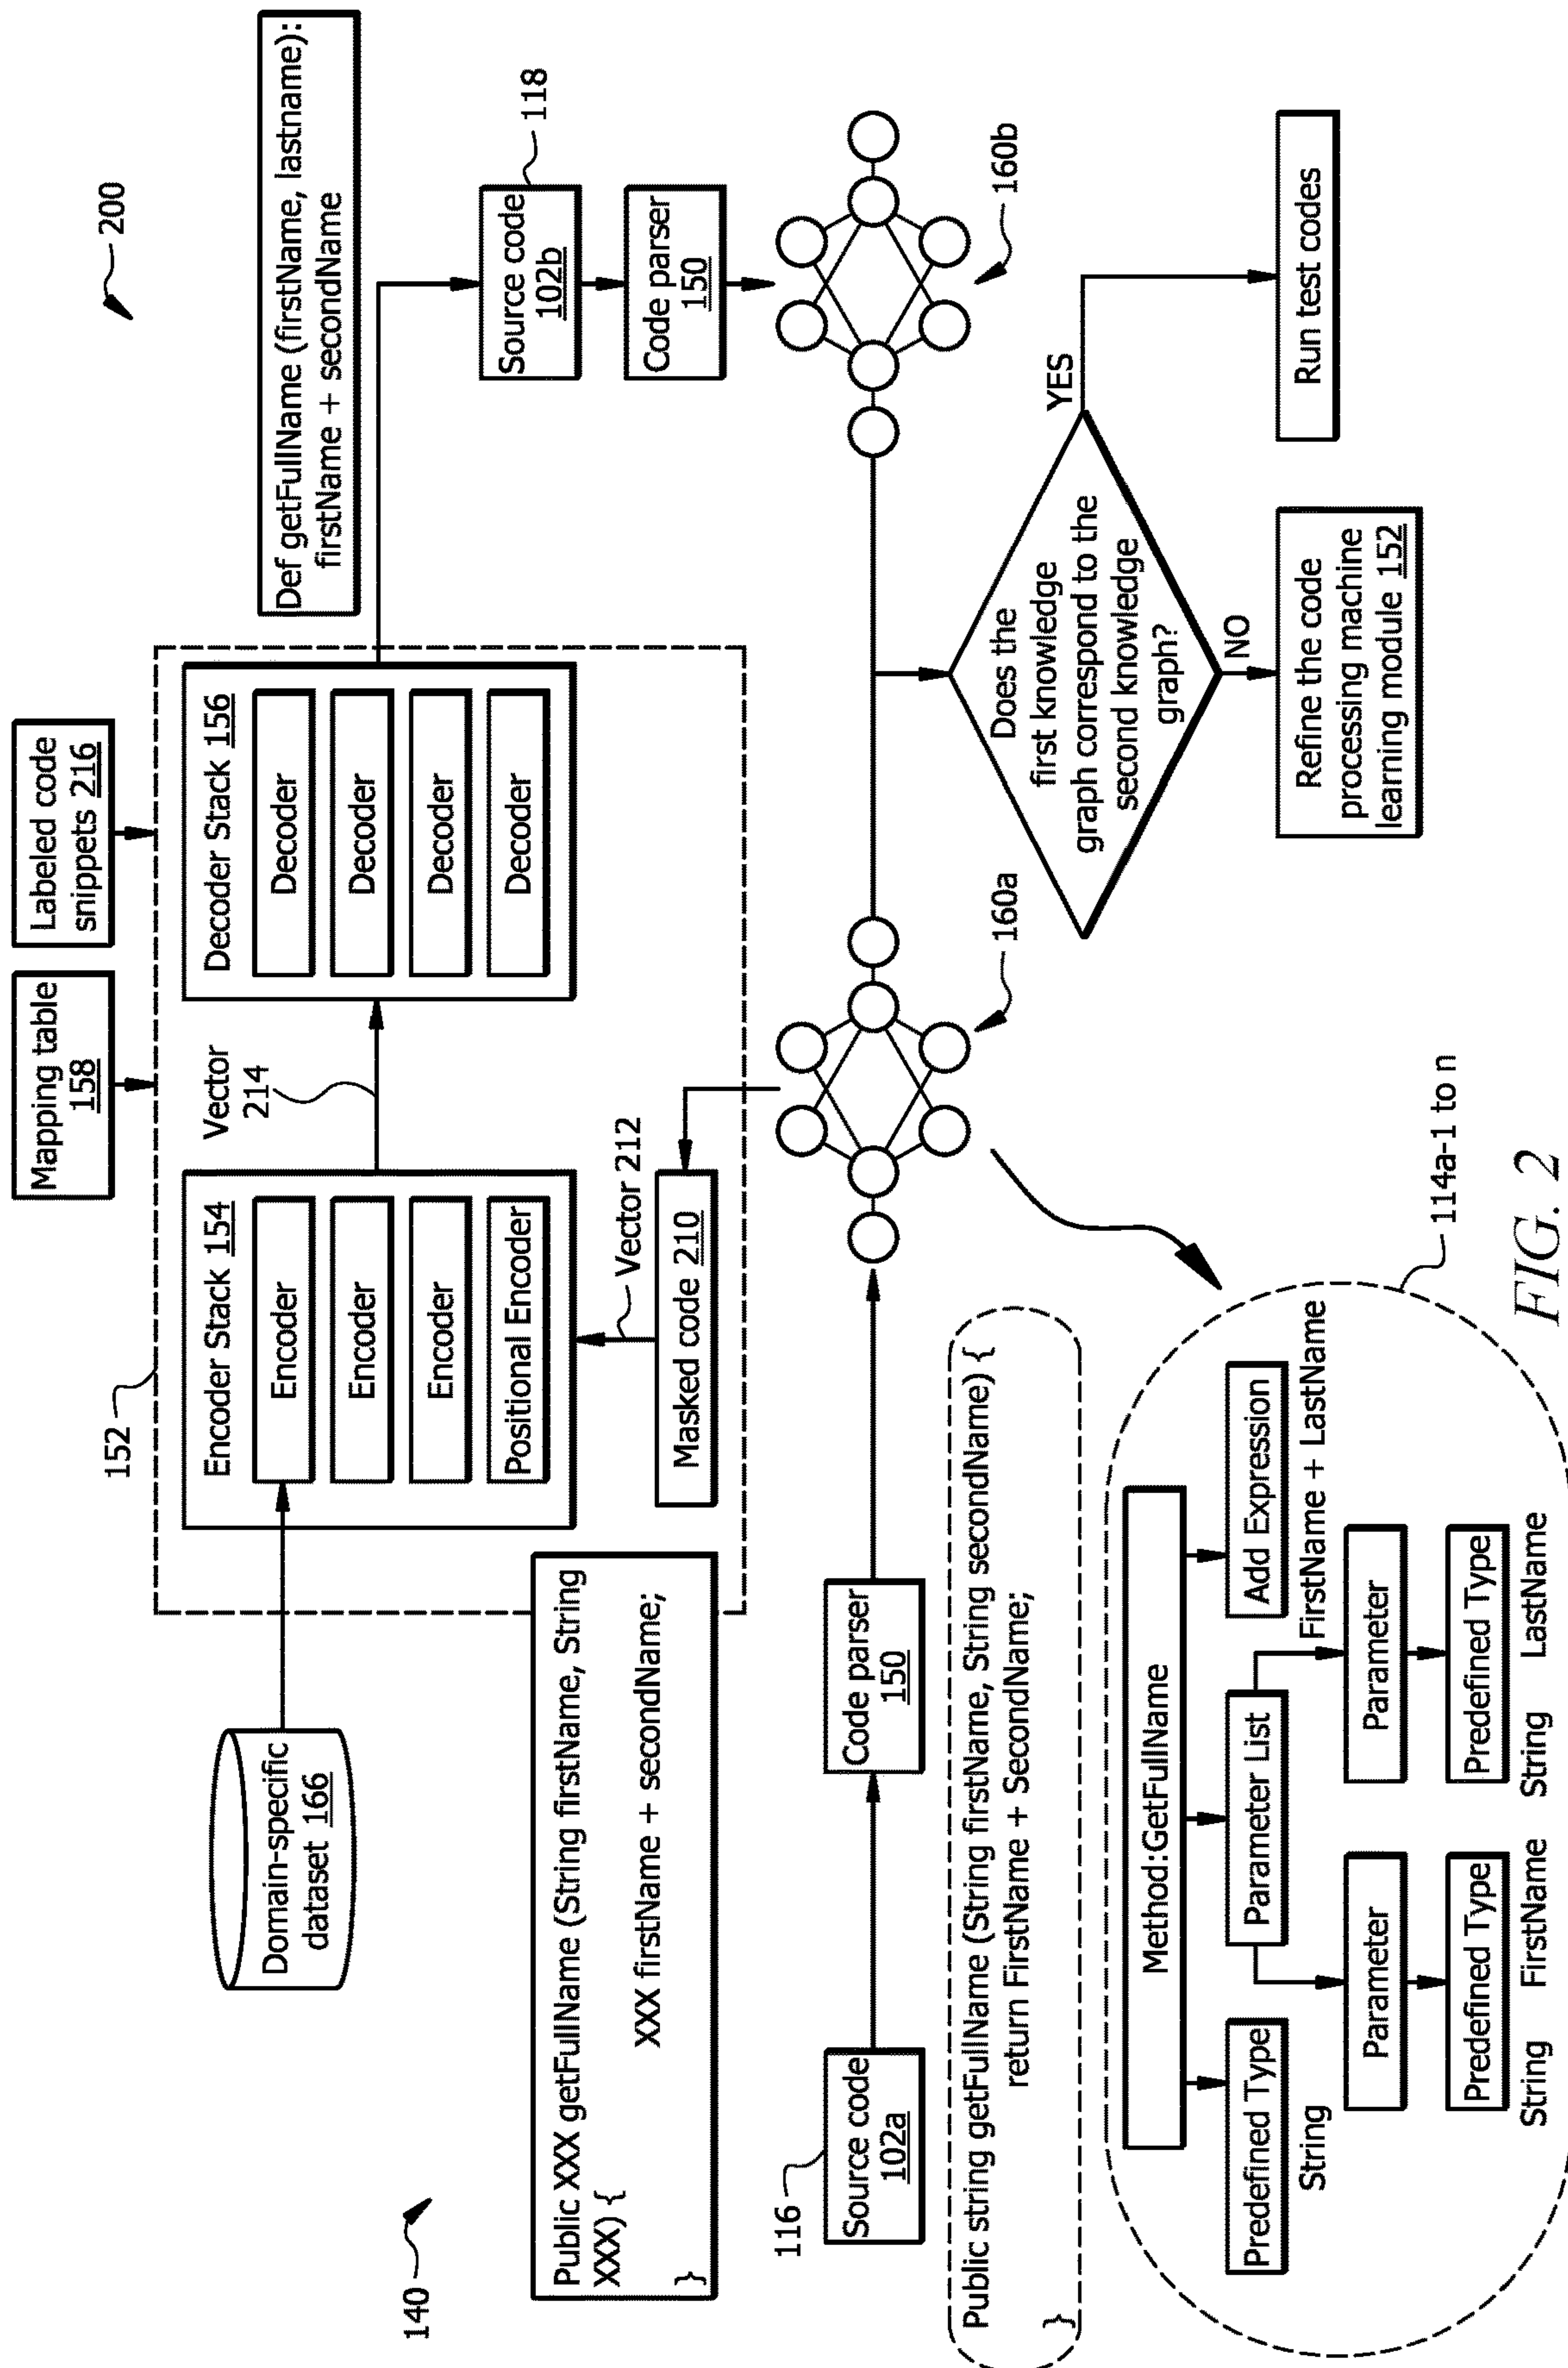 200
140
Mapping table
158
Labeled code
snippets 216
152
Domain-specific
dataset 166
Encoder Stack 154
Encoder
Encoder
Encoder
Positional Encoder
Vector
214
Decoder Stack 156
Decoder
Decoder
Decoder
Decoder
Def getFullName (firstName, lastname):
firstName + secondName
Vector 212
Masked code 210
Public XXX getFullName (String firstName, String
XXX) {
XXX firstName + secondName;
}
Source code
102b
118
Code parser
150
116
Source code
102a
Code parser
150
160a
160b
Public string getFullName (String firstName, String secondName) {
return FirstName + SecondName;
}
Does the
first knowledge
graph correspond to the
second knowledge
graph?
YES
NO
Run test codes
Refine the code
processing machine
learning module 152
Method:GetFullName
Predefined Type
String
Parameter List
Add Expression
FirstName + LastName
Parameter
Parameter
Predefined Type
Predefined Type
String FirstName
String LastName
114a-1 to n
FIG. 2